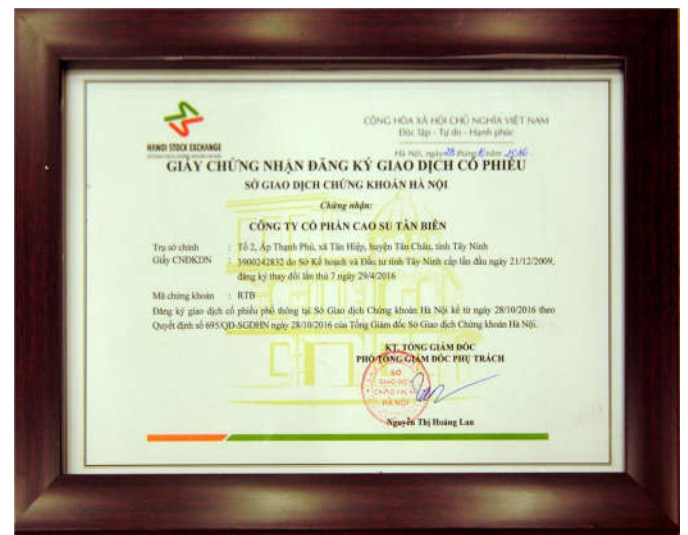 CỘNG HÒA XÃ HỘI CHỦ NGHĨA VIỆT NAM
Độc lập - Tự do - Hạnh phúc
HANOI STOCK EXCHANGE
Hà Nội, ngày 28 tháng 10 năm 2016
GIẤY CHỨNG NHẬN ĐĂNG KÝ GIAO DỊCH CỔ PHIẾU
SỞ GIAO DỊCH CHỨNG KHOÁN HÀ NỘI
Chứng nhận:
CÔNG TY CỔ PHẦN CAO SU TÂN BIÊN
Trụ sở chính : Tổ 2, Ấp Thạnh Phú, xã Tân Hiệp, huyện Tân Châu, tỉnh Tây Ninh
Giấy CNĐKDN : 3900242832 do Sở Kế hoạch và Đầu tư tỉnh Tây Ninh cấp lần đầu ngày 21/12/2009,
đăng ký thay đổi lần thứ 7 ngày 29/4/2016
Mã chứng khoán : RTB
Đăng ký giao dịch cổ phiếu phổ thông tại Sở Giao dịch Chứng khoán Hà Nội kể từ ngày 28/10/2016 theo
Quyết định số 695/QĐ-SGDHN ngày 28/10/2016 của Tổng Giám đốc Sở Giao dịch Chứng khoán Hà Nội.
KT. TỔNG GIÁM ĐỐC
PHÓ TỔNG GIÁM ĐỐC PHỤ TRÁCH
SỞ
GIAO DỊCH
CHỨNG KHOÁN
HÀ NỘI
Nguyễn Thị Hoàng Lan